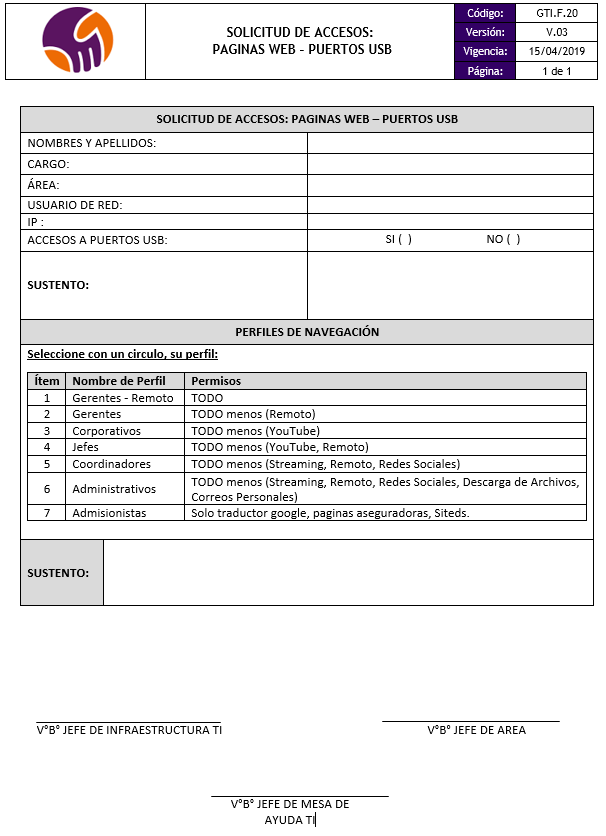 SOLICITUD DE ACCESOS:
PAGINAS WEB - PUERTOS USB
Código: GTI.F.20
Versión: V.03
Vigencia: 15/04/2019
Página: 1 de 1
SOLICITUD DE ACCESOS: PAGINAS WEB – PUERTOS USB
NOMBRES Y APELLIDOS:
CARGO:
ÁREA:
USUARIO DE RED:
IP :
ACCESOS A PUERTOS USB: SI ( ) NO ( )
SUSTENTO:
PERFILES DE NAVEGACIÓN
Seleccione con un circulo, su perfil:
Ítem Nombre de Perfil Permisos
1 Gerentes - Remoto TODO
2 Gerentes TODO menos (Remoto)
3 Corporativos TODO menos (YouTube)
4 Jefes TODO menos (YouTube, Remoto)
5 Coordinadores TODO menos (Streaming, Remoto, Redes Sociales)
6 Administrativos TODO menos (Streaming, Remoto, Redes Sociales, Descarga de Archivos,
Correos Personales)
7 Admisionistas Solo traductor google, paginas aseguradoras, Siteds.
SUSTENTO:
V°B° JEFE DE INFRAESTRUCTURA TI
V°B° JEFE DE AREA
V°B° JEFE DE MESA DE
AYUDA TI